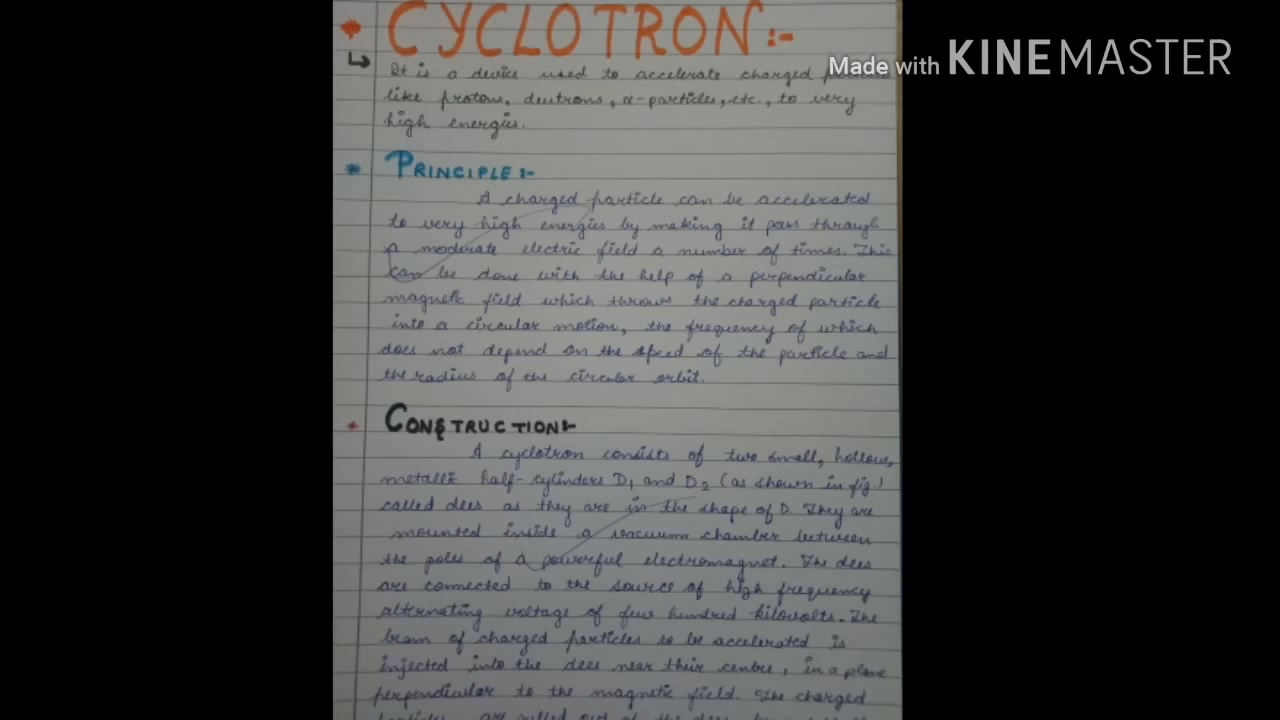 * CYCLOTRON:-
Made with KINEMASTER
↳ It is a device used to accelerate charged
like protons, deutrons, α-particles, etc., to very
high energies.
* PRINCIPLE:-
A charged particle can be accelerated
to very high energies by making it pass through
a moderate electric field a number of times. This
can be done with the help of a perpendicular
magnetic field which throws the charged particle
into a circular motion, the frequency of which
does not depend on the speed of the particle and
the radius of the circular orbit.
* CONSTRUCTION:-
A cyclotron consists of two small, hollow,
metallic half-cylinders D₁ and D₂ (as shown in fig.)
called dees as they are in the shape of D. They are
mounted inside a vacuum chamber between
the poles of a powerful electromagnet. The dees
are connected to the source of high frequency
alternating voltage of few hundred kilovolts. The
beam of charged particles to be accelerated is
injected into the dees near their centre, in a plane
perpendicular to the magnetic field. The charged
are pulled out of the dees